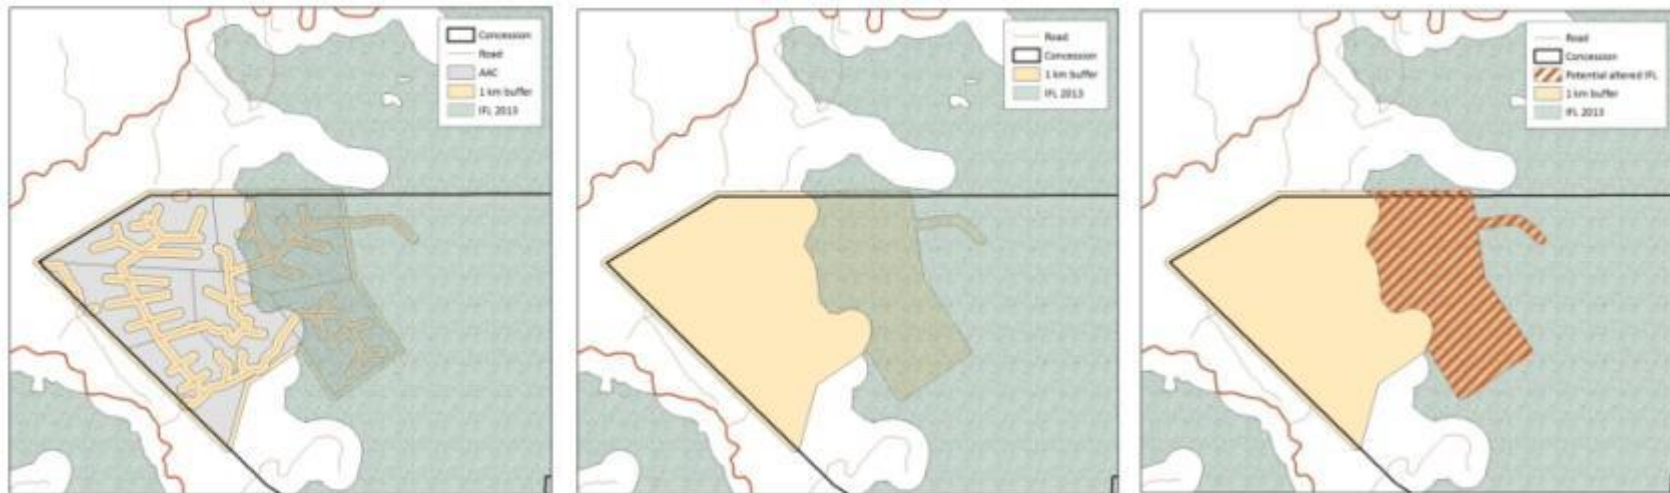 Concession
Road
AAC
1 km buffer
IFL 2013
Road
Concession
1 km buffer
IFL 2013
Road
Concession
Potential altered IFL
1 km buffer
IFL 2013